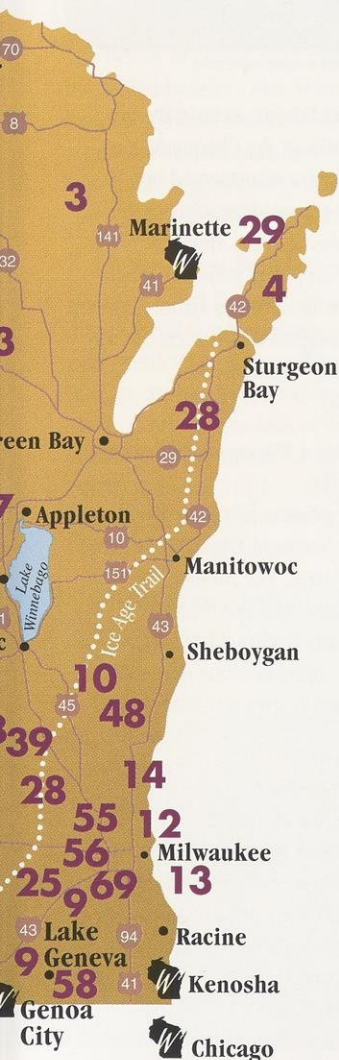 70
8
3
141
Marinette
29
32
41
4
42
3
Sturgeon
Bay
28
reen Bay
29
7
Appleton
42
10
Lake
Winnebago
151
Manitowoc
Ice Age Trail
1
43
c
Sheboygan
10
45
48
3
39
14
28
55
12
56
Milwaukee
25
9
69
13
43
Lake
Geneva
94
Racine
9
58
41
W
Kenosha
Genoa
City
W
Chicago